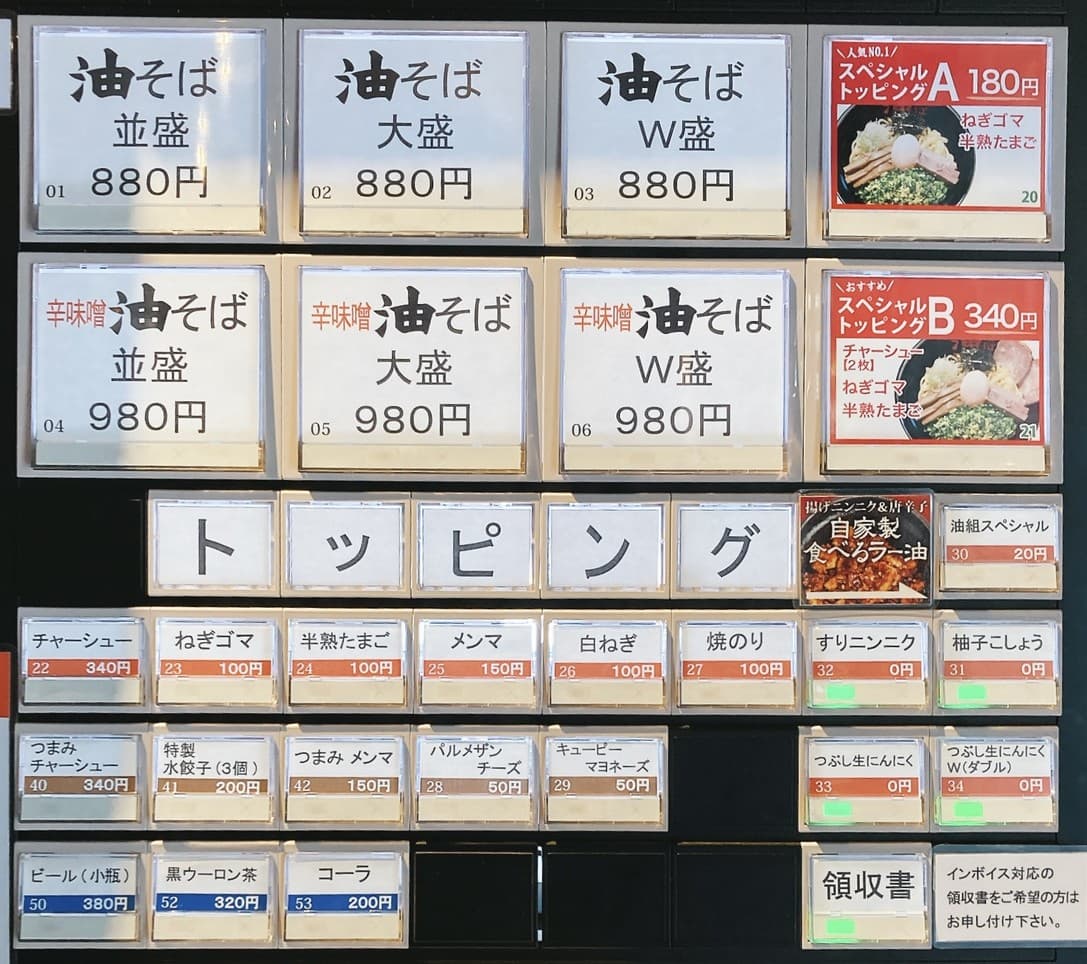 油そば
並盛
01 880円
油そば
大盛
02 880円
油そば
W盛
03 880円
\人気NO.1/
スペシャル
トッピングA 180円
ねぎゴマ
半熟たまご
20
辛味噌油そば
並盛
04 980円
辛味噌油そば
大盛
05 980円
辛味噌油そば
W盛
06 980円
\おすすめ/
スペシャル
トッピングB 340円
チャーシュー
[2枚]
ねぎゴマ
半熟たまご
21
トッピング
揚げニンニク&唐辛子
自家製
食べるラー油
油組スペシャル
30 20円
チャーシュー
22 340円
ねぎゴマ
23 100円
半熟たまご
24 100円
メンマ
25 150円
白ねぎ
26 100円
焼のり
27 100円
すりニンニク
32 0円
柚子こしょう
31 0円
つまみ
チャーシュー
40 340円
特製
水餃子(3個)
41 200円
つまみ メンマ
42 150円
パルメザン
チーズ
28 50円
キューピー
マヨネーズ
29 50円
つぶし生にんにく
33 0円
つぶし生にんにく
W(ダブル)
34 0円
ビール(小瓶)
50 380円
黒ウーロン茶
52 320円
コーラ
53 200円
領収書
インボイス対応の
領収書をご希望の方は
お申し付け下さい。